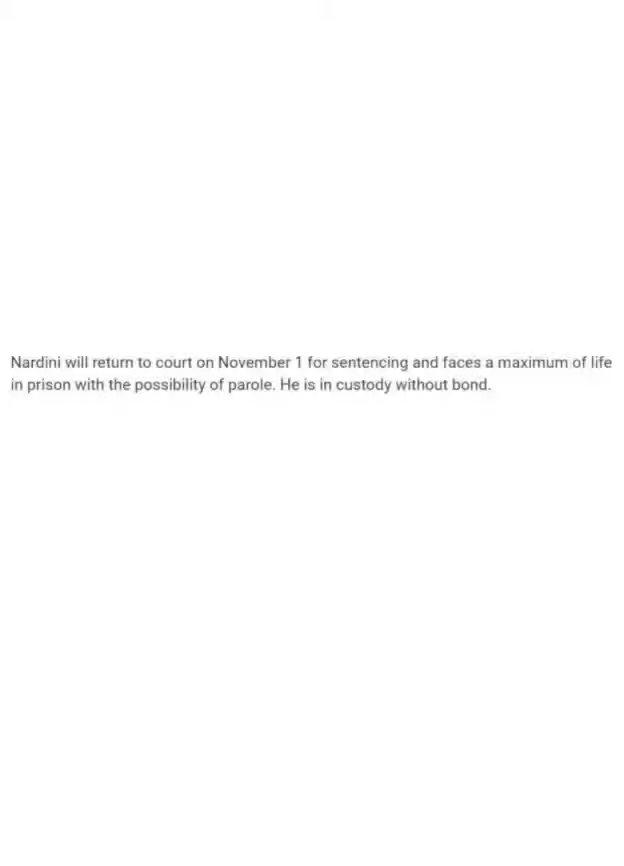 Nardini will return to court on November 1 for sentencing and faces a maximum of life
in prison with the possibility of parole. He is in custody without bond.